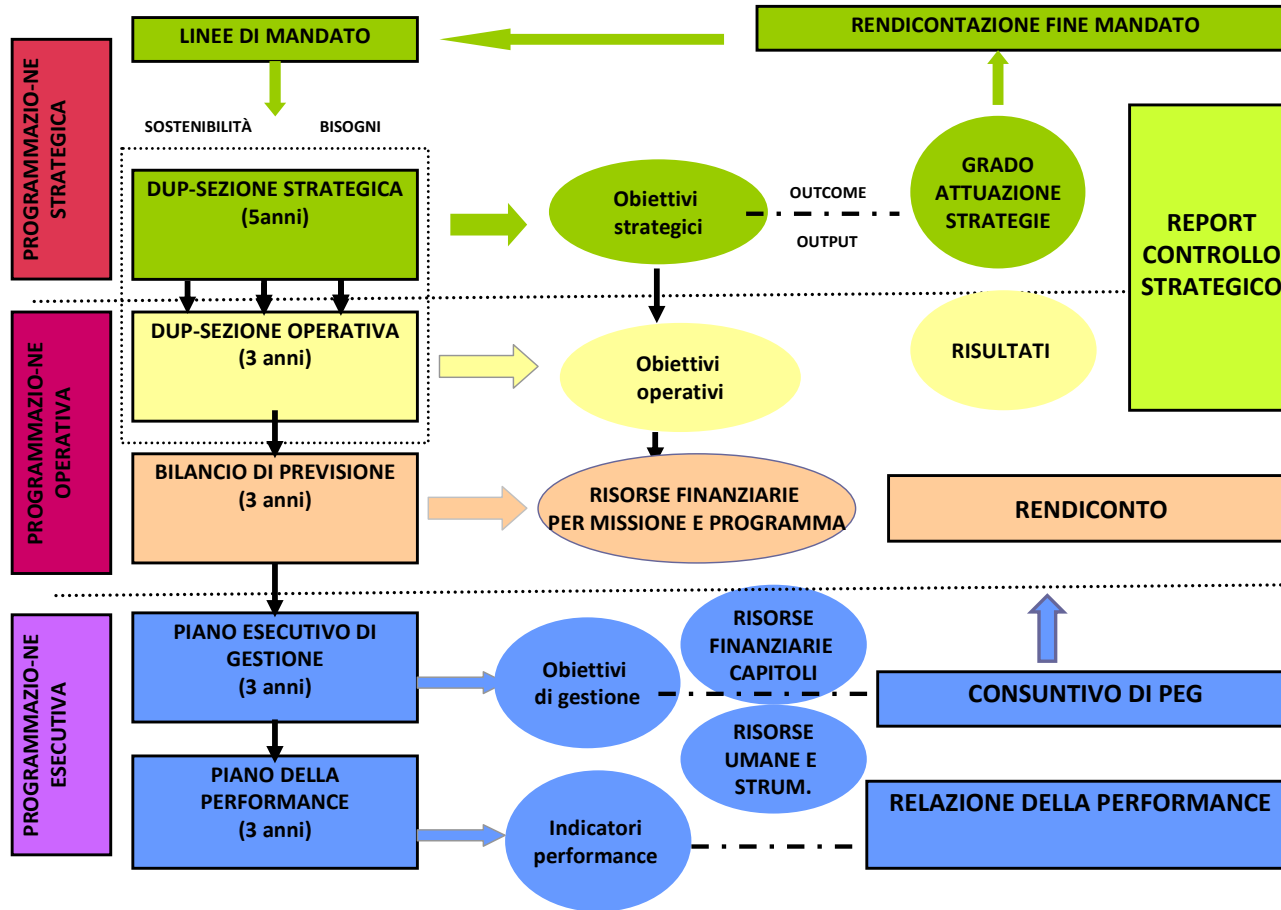 LINEE DI MANDATO
RENDICONTAZIONE FINE MANDATO
PROGRAMMAZIO-NE
STRATEGICA
SOSTENIBILITÀ
BISOGNI
DUP-SEZIONE STRATEGICA
(5anni)
Obiettivi
strategici
OUTCOME
OUTPUT
GRADO
ATTUAZIONE
STRATEGIE
REPORT
CONTROLLO
STRATEGICO
PROGRAMMAZIO-NE
OPERATIVA
DUP-SEZIONE OPERATIVA
(3 anni)
Obiettivi
operativi
RISULTATI
BILANCIO DI PREVISIONE
(3 anni)
RISORSE FINANZIARIE
PER MISSIONE E PROGRAMMA
RENDICONTO
PROGRAMMAZIO-NE
ESECUTIVA
PIANO ESECUTIVO DI
GESTIONE
(3 anni)
Obiettivi
di gestione
RISORSE
FINANZIARIE
CAPITOLI
CONSUNTIVO DI PEG
RISORSE
UMANE E
STRUM.
PIANO DELLA
PERFORMANCE
(3 anni)
Indicatori
performance
RELAZIONE DELLA PERFORMANCE